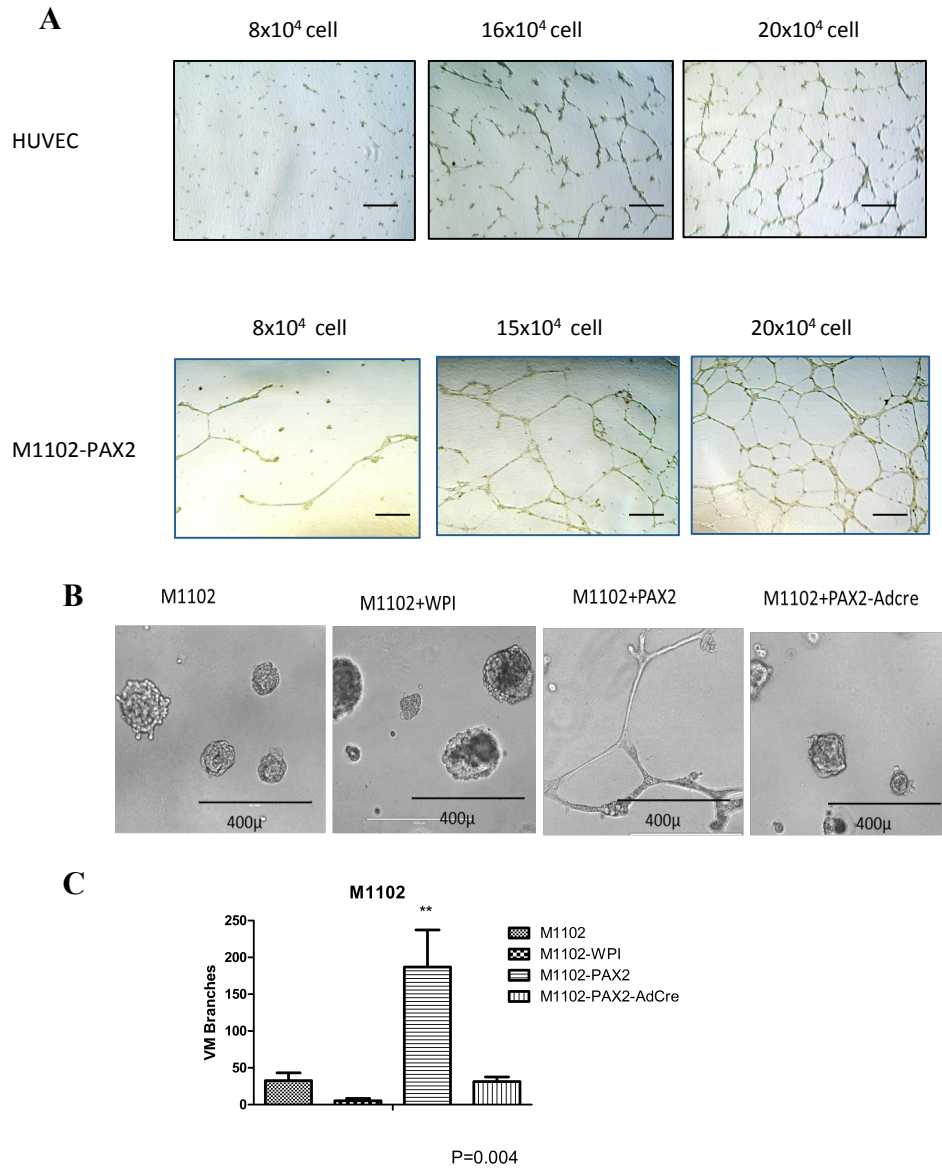 A
8x10⁴ cell 16x10⁴ cell 20x10⁴ cell
HUVEC
8x10⁴ cell 15x10⁴ cell 20x10⁴ cell
M1102-PAX2
B
M1102 M1102+WPI M1102+PAX2 M1102+PAX2-Adcre
400µ 400µ 400µ 400µ
C
M1102
**
VM Branches
250
200
150
100
50
0
M1102
M1102-WPI
M1102-PAX2
M1102-PAX2-AdCre
P=0.004